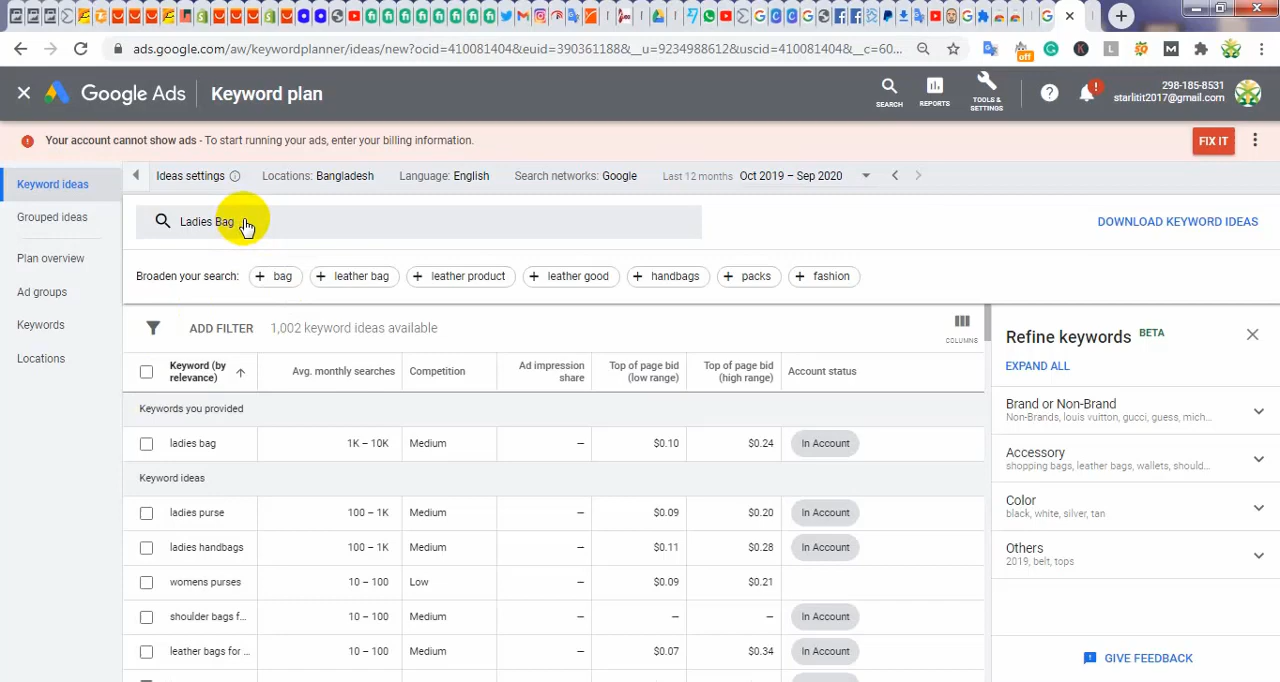 ads.google.com/aw/keywordplanner/ideas/new?ocid=410081404&euid=390361188&__u=9234988612&uscid=410081404&__c=60...
off
Google Ads
Keyword plan
SEARCH
REPORTS
TOOLS &
SETTINGS
298-185-8531
starlitit2017@gmail.com
Your account cannot show ads - To start running your ads, enter your billing information.
FIX IT
Keyword ideas
Grouped ideas
Plan overview
Ad groups
Keywords
Locations
Ideas settings
Locations: Bangladesh
Language: English
Search networks: Google
Last 12 months
Oct 2019 – Sep 2020
Ladies Bag
DOWNLOAD KEYWORD IDEAS
Broaden your search:
+ bag
+ leather bag
+ leather product
+ leather good
+ handbags
+ packs
+ fashion
ADD FILTER
1,002 keyword ideas available
COLUMNS
Keyword (by
relevance)
Avg. monthly searches
Competition
Ad impression
share
Top of page bid
(low range)
Top of page bid
(high range)
Account status
Keywords you provided
ladies bag 1K – 10K Medium – $0.10 $0.24 In Account
Keyword ideas
ladies purse 100 – 1K Medium – $0.09 $0.20 In Account
ladies handbags 100 – 1K Medium – $0.11 $0.28 In Account
womens purses 10 – 100 Low – $0.09 $0.21
shoulder bags f... 10 – 100 Medium – – – In Account
leather bags for ... 10 – 100 Medium – $0.07 $0.34 In Account
Refine keywords BETA
EXPAND ALL
Brand or Non-Brand
Non-Brands, louis vuitton, gucci, guess, mich...
Accessory
shopping bags, leather bags, wallets, should...
Color
black, white, silver, tan
Others
2019, belt, tops
GIVE FEEDBACK